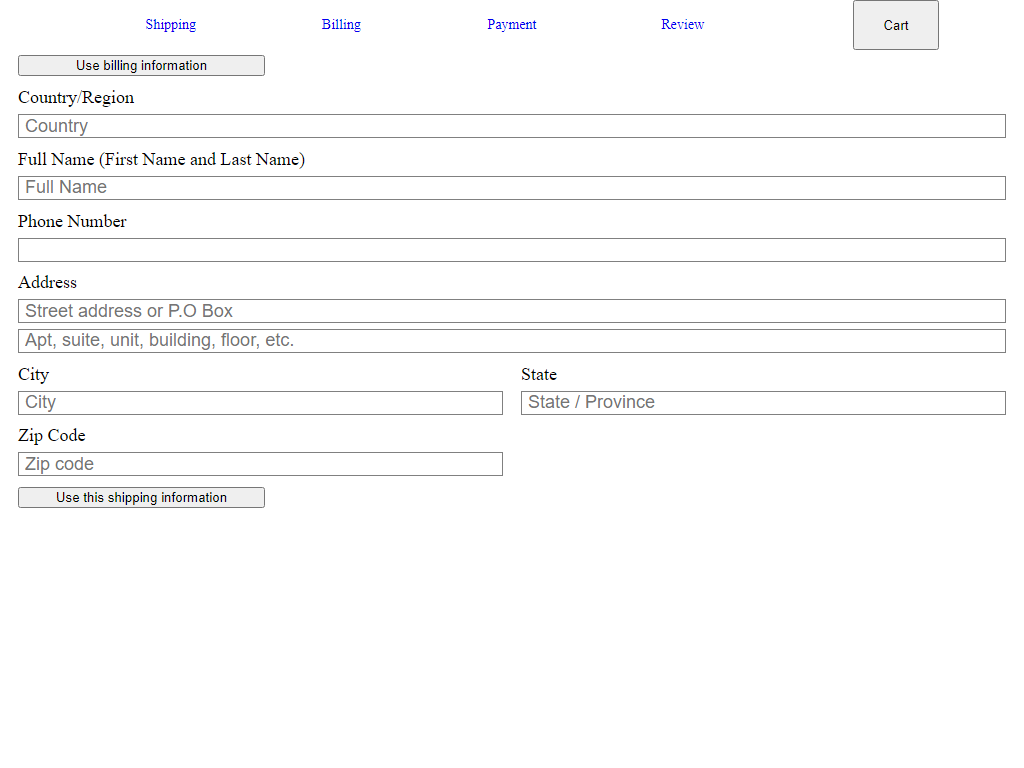 Shipping Billing Payment Review Cart
Use billing information
Country/Region
Country
Full Name (First Name and Last Name)
Full Name
Phone Number
Address
Street address or P.O Box
Apt, suite, unit, building, floor, etc.
City State
City State / Province
Zip Code
Zip code
Use this shipping information